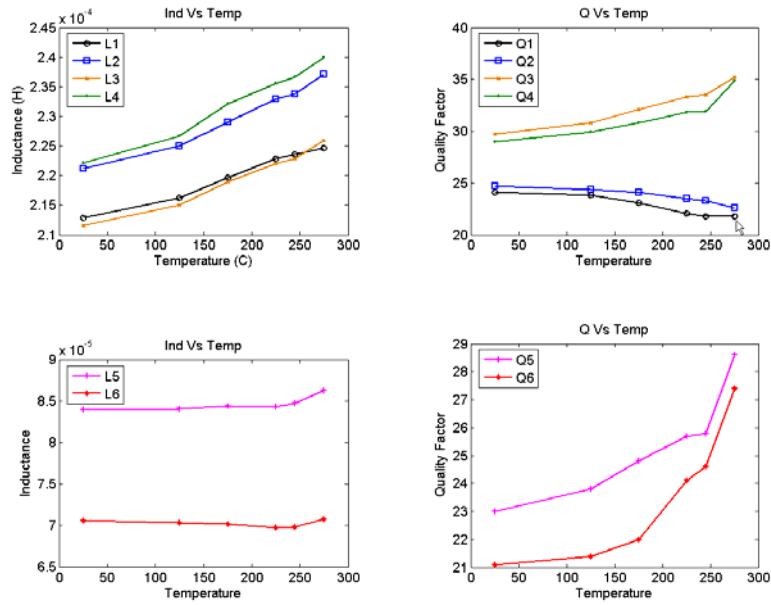 Ind Vs Temp
x 10-4
2.45
2.4
2.35
2.3
2.25
2.2
2.15
2.1
Inductance (H)
L1
L2
L3
L4
0 50 100 150 200 250 300
Temperature (C)
Q Vs Temp
40
35
30
25
20
Quality Factor
Q1
Q2
Q3
Q4
0 50 100 150 200 250 300
Temperature
Ind Vs Temp
x 10-5
9
8.5
8
7.5
7
6.5
Inductance
L5
L6
0 50 100 150 200 250 300
Temperature
Q Vs Temp
29
28
27
26
25
24
23
22
21
Quality Factor
Q5
Q6
0 50 100 150 200 250 300
Temperature